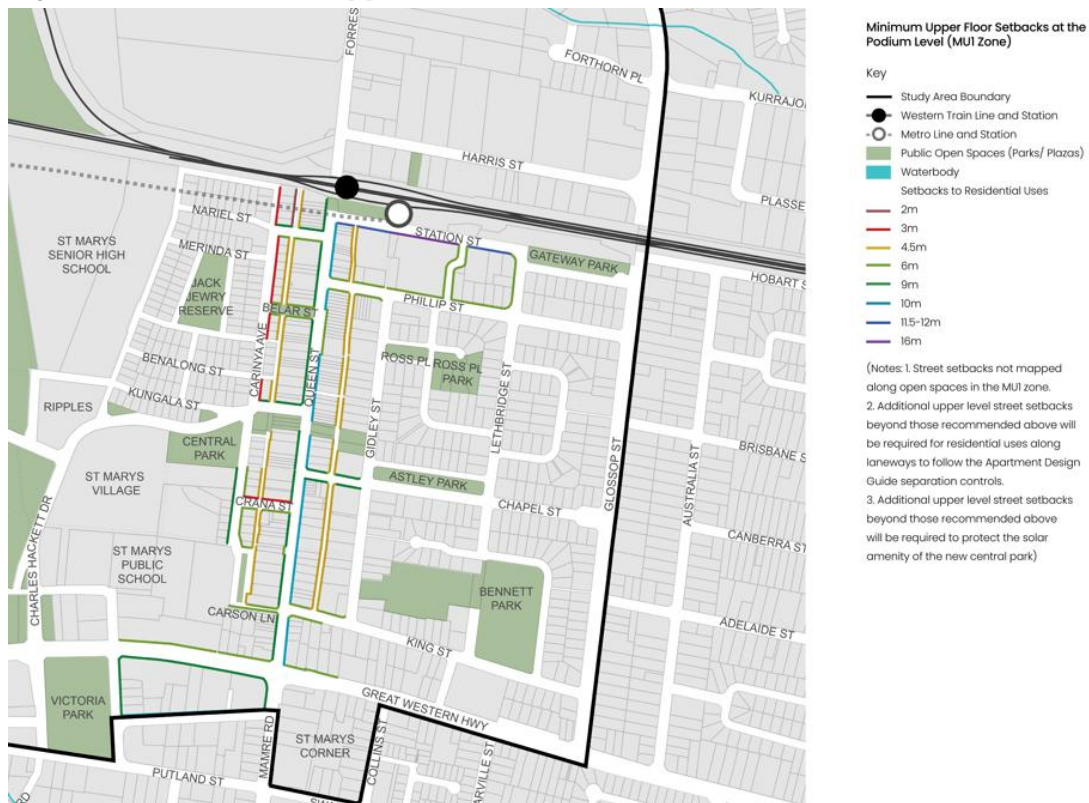 FORTHORN PL
KURRAJO
HARRIS ST
PLASSE
NARIEL ST
STATION ST
ST MARYS
SENIOR HIGH
SCHOOL
MERINDA ST
GATEWAY PARK
HOBART S
JACK
JEWRY
RESERVE
BELAR ST
PHILLIP ST
CARINYA AVE
QUEEN ST
ROSS PL
ROSS PL
PARK
BENALONG ST
KUNGALA ST
RIPPLES
GIDLEY ST
LETHBRIDGE ST
GLOSSOP ST
AUSTRALIA ST
BRISBANE S
CENTRAL
PARK
ST MARYS
VILLAGE
ASTLEY PARK
CRANA ST
CHAPEL ST
CANBERRA ST
CHARLES HACKETT DR
ST MARYS
PUBLIC
SCHOOL
BENNETT
PARK
CARSON LN
KING ST
ADELAIDE ST
VICTORIA
PARK
GREAT WESTERN HWY
MAMRE RD
ST MARYS
CORNER
COLLINS ST
PUTLAND ST
Minimum Upper Floor Setbacks at the
Podium Level (MU1 Zone)
Key
Study Area Boundary
Western Train Line and Station
Metro Line and Station
Public Open Spaces (Parks/ Plazas)
Waterbody
Setbacks to Residential Uses
2m
3m
4.5m
6m
9m
10m
11.5-12m
16m
(Notes: 1. Street setbacks not mapped
along open spaces in the MU1 zone.
2. Additional upper level street setbacks
beyond those recommended above will
be required for residential uses along
laneways to follow the Apartment Design
Guide separation controls.
3. Additional upper level street setbacks
beyond those recommended above
will be required to protect the solar
amenity of the new central park)